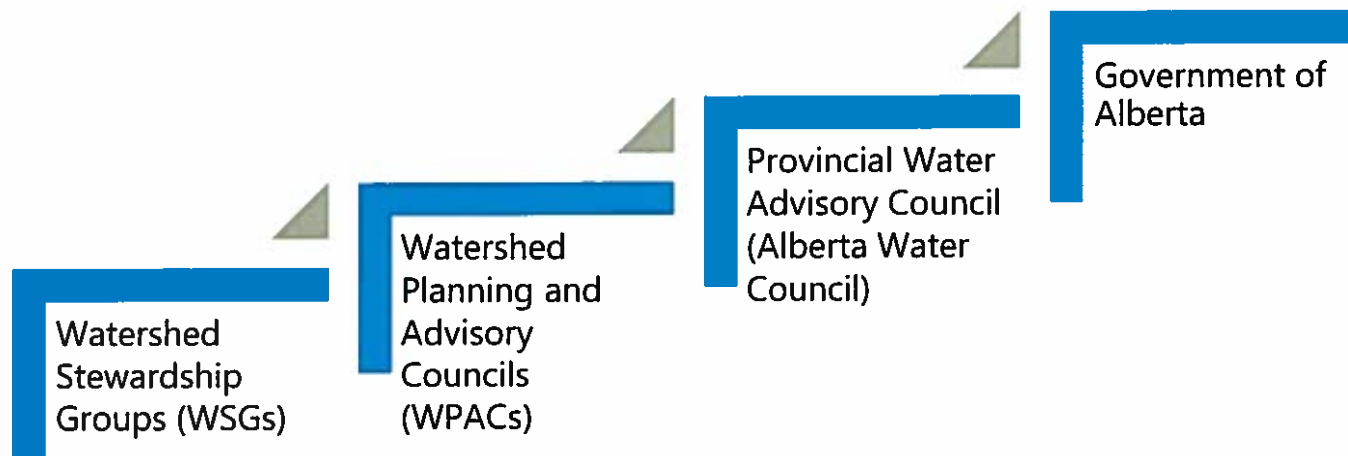 Watershed
Stewardship
Groups (WSGs)
Watershed
Planning and
Advisory
Councils
(WPACs)
Provincial Water
Advisory Council
(Alberta Water
Council)
Government of
Alberta